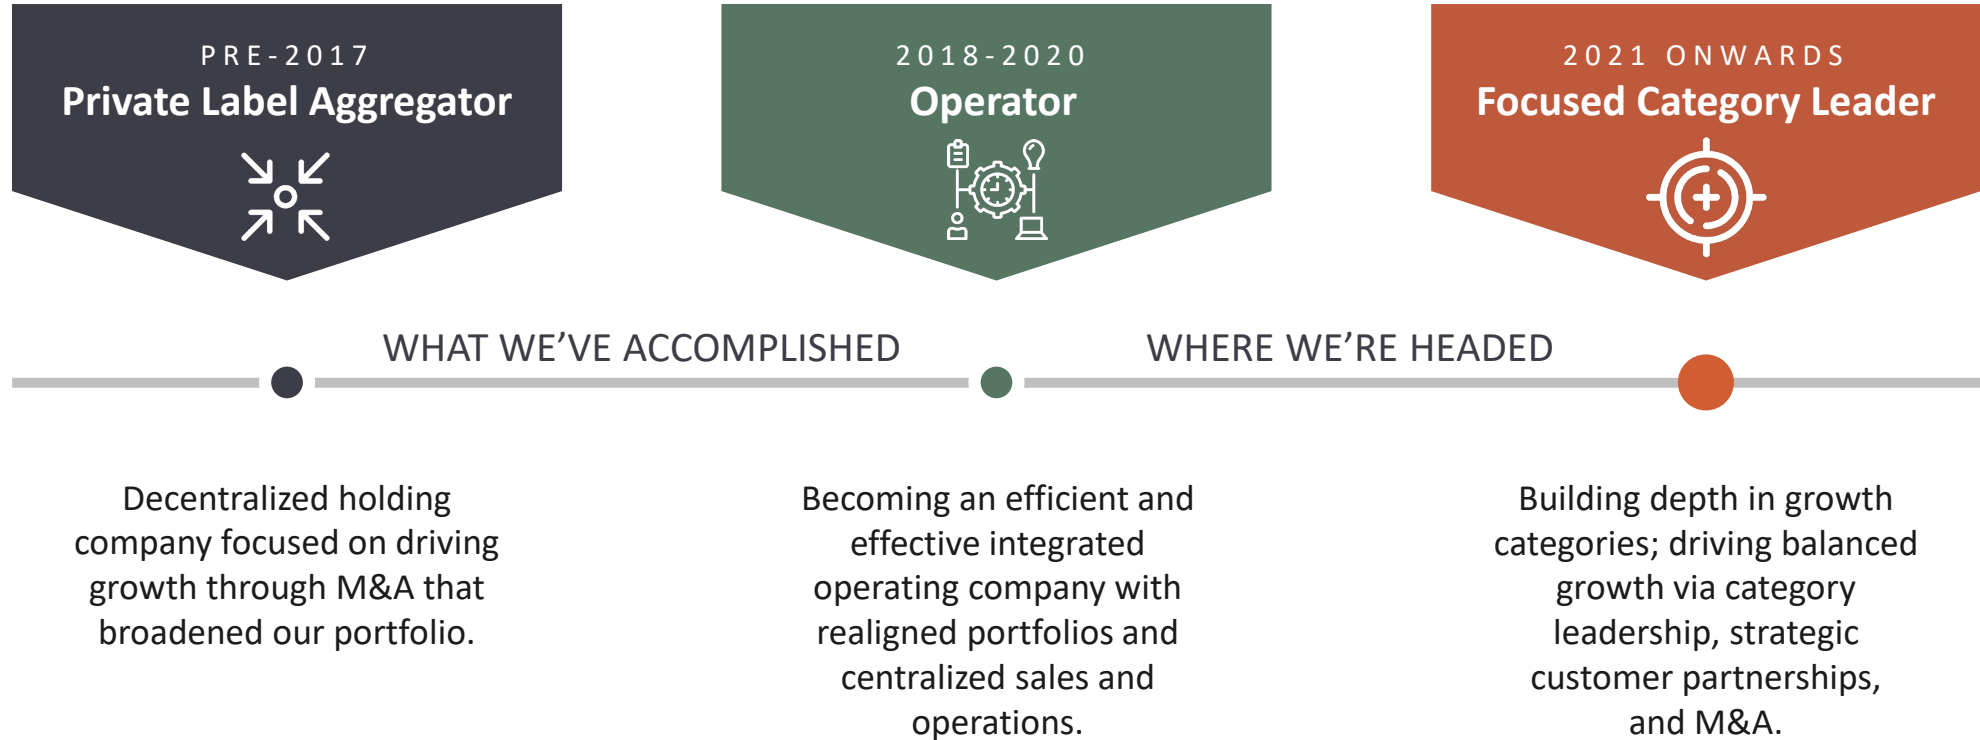 PRE-2017
Private Label Aggregator
2018-2020
Operator
2021 ONWARDS
Focused Category Leader
WHAT WE’VE ACCOMPLISHED
WHERE WE’RE HEADED
Decentralized holding
company focused on driving
growth through M&A that
broadened our portfolio.
Becoming an efficient and
effective integrated
operating company with
realigned portfolios and
centralized sales and
operations.
Building depth in growth
categories; driving balanced
growth via category
leadership, strategic
customer partnerships,
and M&A.